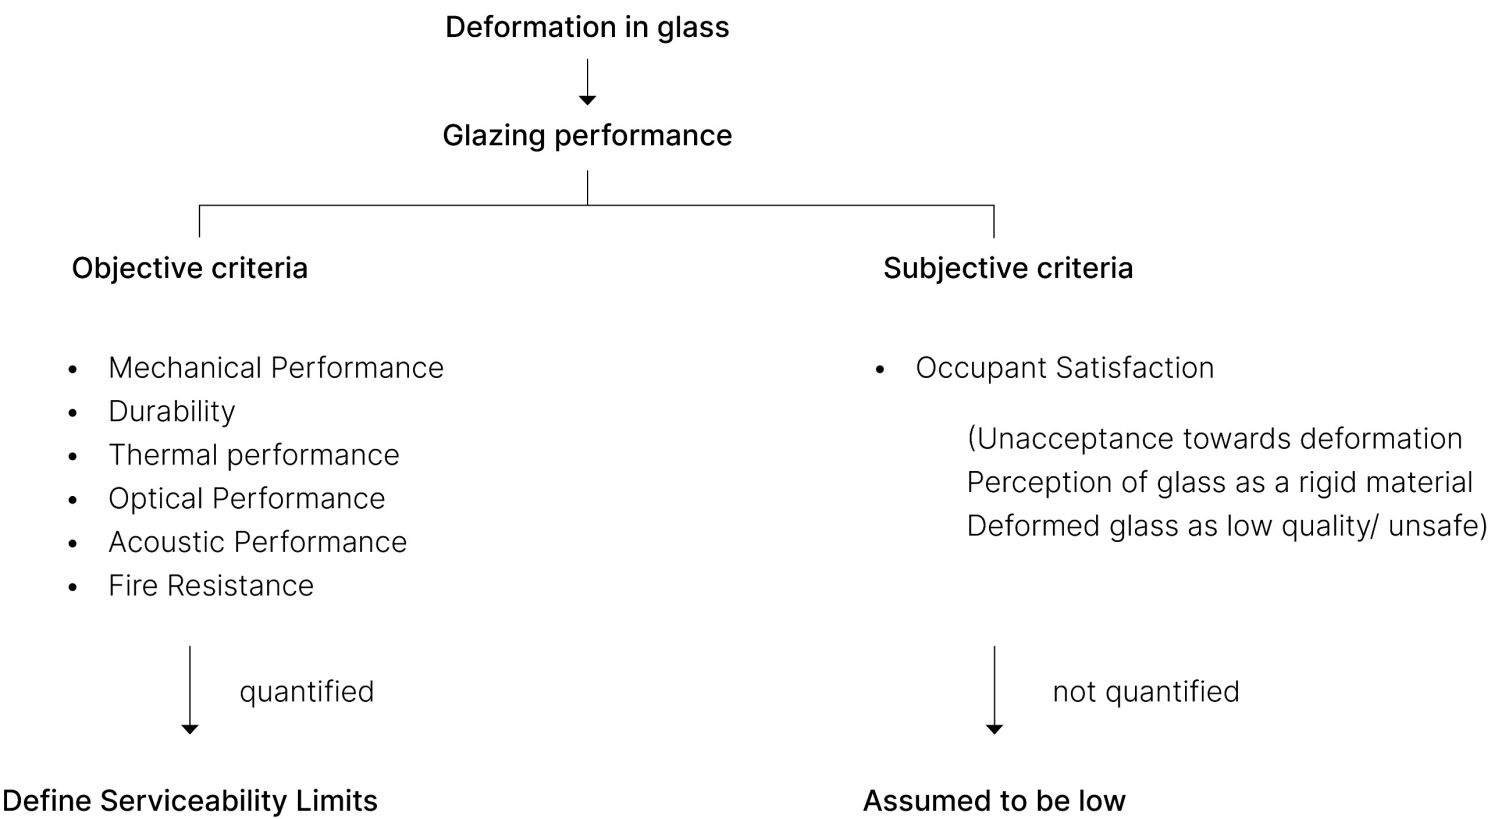 Deformation in glass
Glazing performance
Objective criteria
• Mechanical Performance
• Durability
• Thermal performance
• Optical Performance
• Acoustic Performance
• Fire Resistance
quantified
Define Serviceability Limits
Subjective criteria
• Occupant Satisfaction
(Unacceptance towards deformation
Perception of glass as a rigid material
Deformed glass as low quality/ unsafe)
not quantified
Assumed to be low